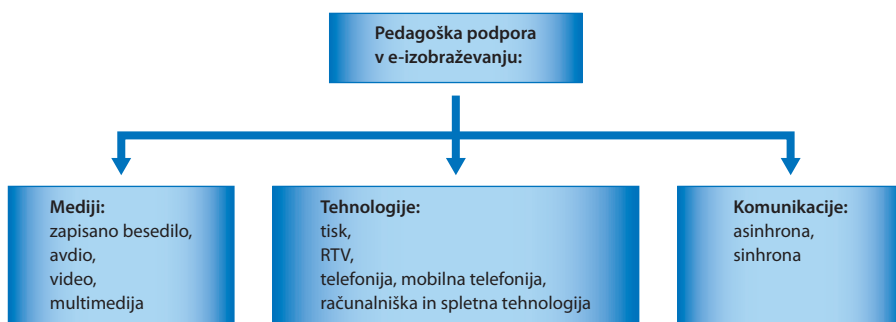 Pedagoška podpora
v e-izobraževanju:
Mediji:
zapisano besedilo,
avdio,
video,
multimedija
Tehnologije:
tisk,
RTV,
telefonija, mobilna telefonija,
računalniška in spletna tehnologija
Komunikacije:
asinhrona,
sinhrona